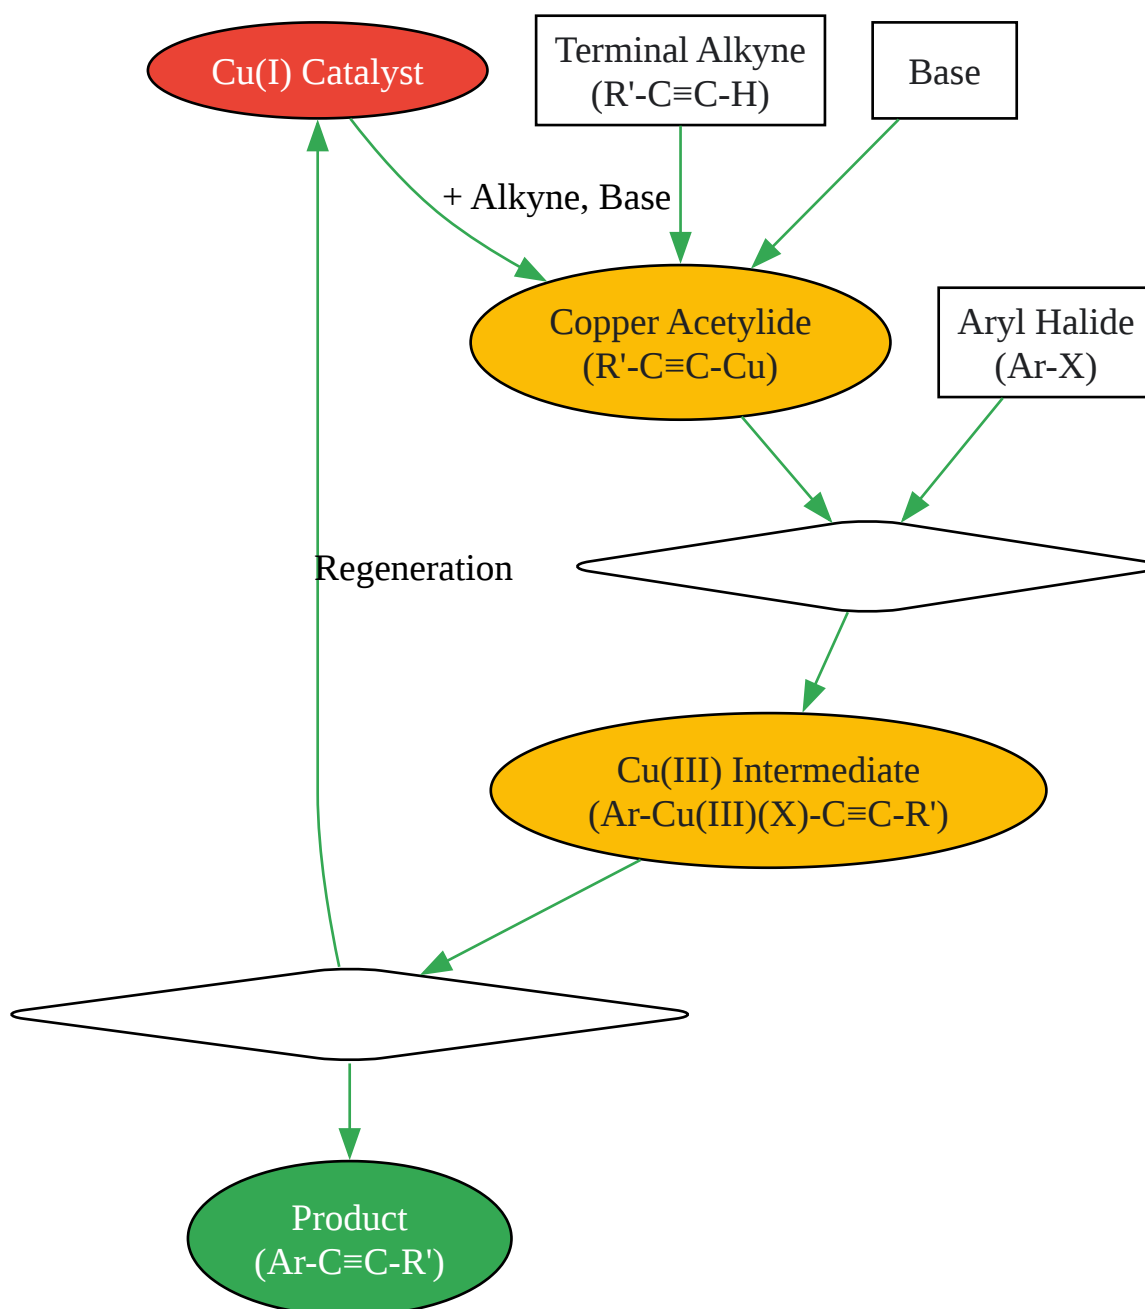 Cu(I) Catalyst
Terminal Alkyne
(R'-C≡C-H)
Base
+ Alkyne, Base
Copper Acetylide
(R'-C≡C-Cu)
Aryl Halide
(Ar-X)
Regeneration
Cu(III) Intermediate
(Ar-Cu(III)(X)-C≡C-R')
Product
(Ar-C≡C-R')